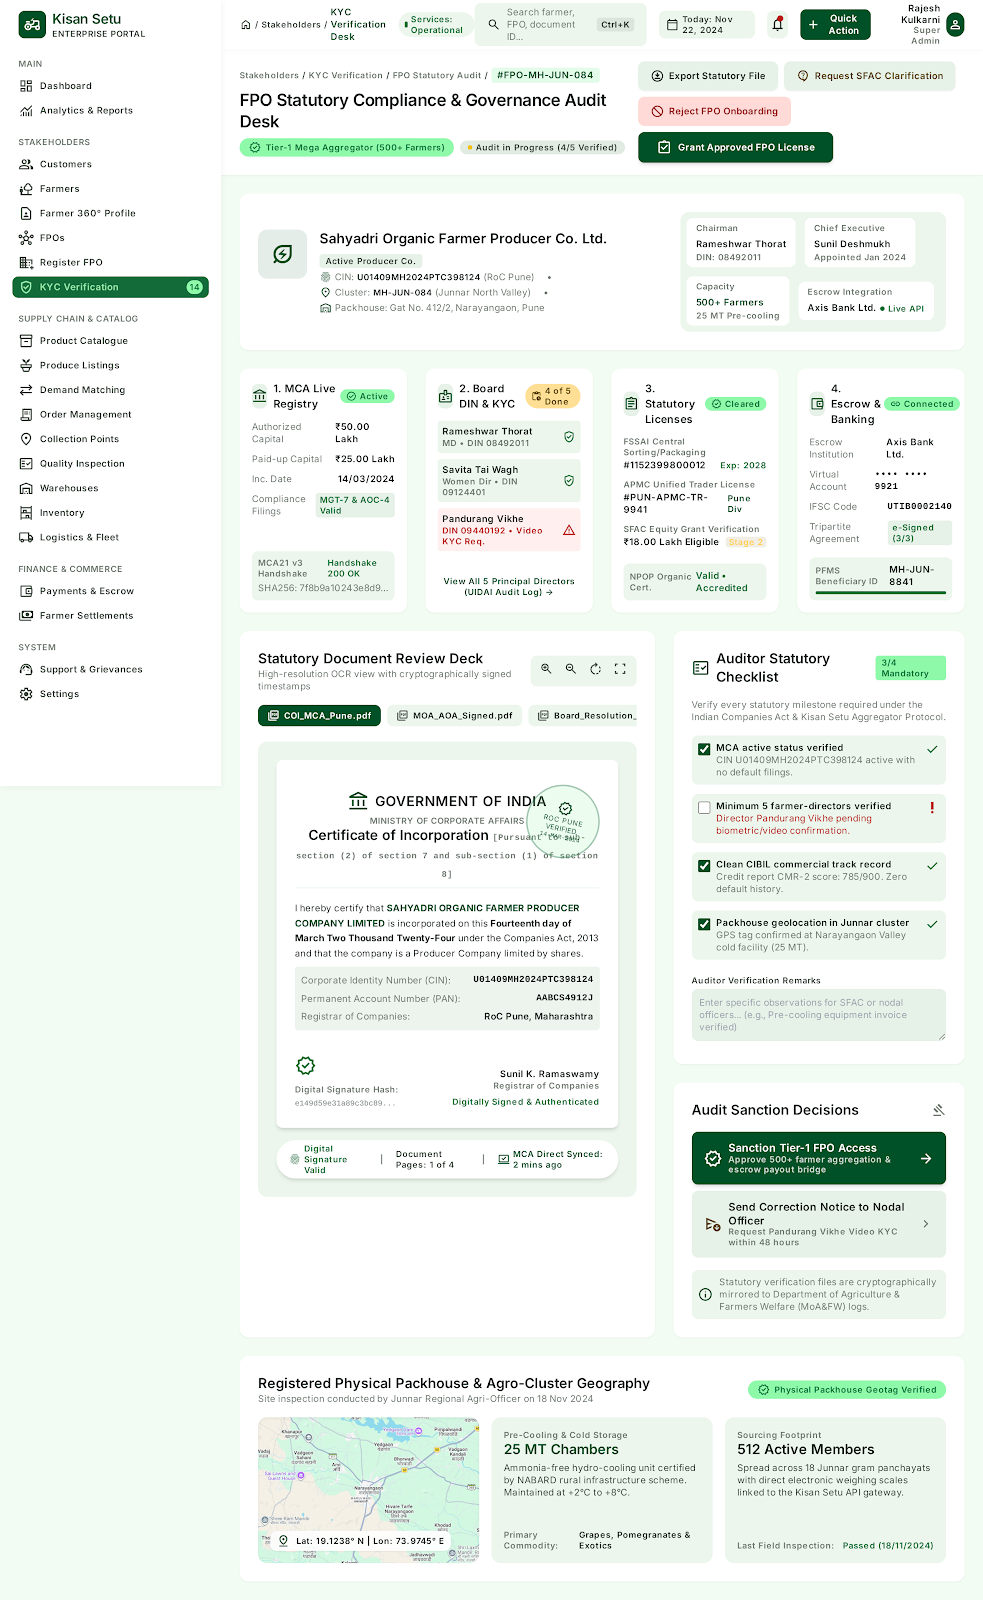 Kisan Setu
ENTERPRISE PORTAL
MAIN
Dashboard
Analytics & Reports
STAKEHOLDERS
Customers
Farmers
Farmer 360° Profile
FPOs
Register FPO
KYC Verification 14
SUPPLY CHAIN & CATALOG
Product Catalogue
Produce Listings
Demand Matching
Order Management
Collection Points
Quality Inspection
Warehouses
Inventory
Logistics & Fleet
FINANCE & COMMERCE
Payments & Escrow
Farmer Settlements
SYSTEM
Support & Grievances
Settings
/ Stakeholders / KYC Verification Desk
Services: Operational
Search farmer, FPO, document ID...
Ctrl+K
Today: Nov 22, 2024
Quick Action
Rajesh Kulkarni
Super Admin
Stakeholders / KYC Verification / FPO Statutory Audit / #FPO-MH-JUN-084
FPO Statutory Compliance & Governance Audit
Desk
Tier-1 Mega Aggregator (500+ Farmers)
Audit in Progress (4/5 Verified)
Export Statutory File
Request SFAC Clarification
Reject FPO Onboarding
Grant Approved FPO License
Sahyadri Organic Farmer Producer Co. Ltd.
Active Producer Co.
CIN: U01409MH2024PTC398124 (RoC Pune) •
Cluster: MH-JUN-084 (Junnar North Valley) •
Packhouse: Gat No. 412/2, Narayangaon, Pune
Chairman
Rameshwar Thorat
DIN: 08492011
Chief Executive
Sunil Deshmukh
Appointed Jan 2024
Capacity
500+ Farmers
25 MT Pre-cooling
Escrow Integration
Axis Bank Ltd. • Live API
1. MCA Live
Registry
Active
Authorized Capital
₹50.00 Lakh
Paid-up Capital ₹25.00 Lakh
Inc. Date 14/03/2024
Compliance Filings
MGT-7 & AOC-4 Valid
MCA21 v3 Handshake
Handshake 200 OK
SHA256: 7f8b9a10243e8d9...
2. Board
DIN & KYC
4 of 5 Done
Rameshwar Thorat
MD • DIN 08492011
Savita Tai Wagh
Women Dir • DIN
09124401
Pandurang Vikhe
DIN 09440192 • Video
KYC Req.
View All 5 Principal Directors
(UIDAI Audit Log) →
3.
Statutory
Licenses
Cleared
FSSAI Central
Sorting/Packaging
#1152399800012 Exp: 2028
APMC Unified Trader License
#PUN-APMC-TR-9941
Pune Div
SFAC Equity Grant Verification
₹18.00 Lakh Eligible Stage 2
NPOP Organic Cert.
Valid • Accredited
4.
Escrow &
Banking
Connected
Escrow Institution
Axis Bank Ltd.
Virtual Account
•••• •••• 9921
IFSC Code UTIB0002140
Tripartite Agreement
e-Signed (3/3)
PFMS Beneficiary ID
MH-JUN-8841
Statutory Document Review Deck
High-resolution OCR view with cryptographically signed
timestamps
COI_MCA_Pune.pdf
MOA_AOA_Signed.pdf
Board_Resolution_
GOVERNMENT OF INDIA
MINISTRY OF CORPORATE AFFAIRS
Certificate of Incorporation [Pursuant to sub-
section (2) of section 7 and sub-section (1) of section
8]
ROC PUNE
VERIFIED
I hereby certify that SAHYADRI ORGANIC FARMER PRODUCER
COMPANY LIMITED is incorporated on this Fourteenth day of
March Two Thousand Twenty-Four under the Companies Act, 2013
and that the company is a Producer Company limited by shares.
Corporate Identity Number (CIN): U01409MH2024PTC398124
Permanent Account Number (PAN): AABCS4912J
Registrar of Companies: RoC Pune, Maharashtra
Digital Signature Hash:
e149d59e31a89c3bc89...
Sunil K. Ramaswamy
Registrar of Companies
Digitally Signed & Authenticated
Digital Signature Valid
|
Document Pages: 1 of 4
|
MCA Direct Synced: 2 mins ago
Auditor Statutory
Checklist
3/4 Mandatory
Verify every statutory milestone required under the
Indian Companies Act & Kisan Setu Aggregator Protocol.
MCA active status verified
CIN U01409MH2024PTC398124 active with
no default filings.
Minimum 5 farmer-directors verified
Director Pandurang Vikhe pending
biometric/video confirmation.
Clean CIBIL commercial track record
Credit report CMR-2 score: 785/900. Zero
default history.
Packhouse geolocation in Junnar cluster
GPS tag confirmed at Narayangaon Valley
cold facility (25 MT).
Auditor Verification Remarks
Enter specific observations for SFAC or nodal
officers... (e.g., Pre-cooling equipment invoice
verified)
Audit Sanction Decisions
Sanction Tier-1 FPO Access
Approve 500+ farmer aggregation &
escrow payout bridge
Send Correction Notice to Nodal
Officer
Request Pandurang Vikhe Video KYC
within 48 hours
Statutory verification files are cryptographically
mirrored to Department of Agriculture &
Farmers Welfare (MoA&FW) logs.
Registered Physical Packhouse & Agro-Cluster Geography
Site inspection conducted by Junnar Regional Agri-Officer on 18 Nov 2024
Physical Packhouse Geotag Verified
Khanapur
Yedgaon
Pimpalwandi
Bhorwadi
Narayangaon
Hivare Tarfe
Narayangaon
Khodad
Lat: 19.1238° N | Lon: 73.9745° E
Pre-Cooling & Cold Storage
25 MT Chambers
Ammonia-free hydro-cooling unit certified
by NABARD rural infrastructure scheme.
Maintained at +2°C to +8°C.
Primary Commodity:
Grapes, Pomegranates & Exotics
Sourcing Footprint
512 Active Members
Spread across 18 Junnar gram panchayats
with direct electronic weighing scales
linked to the Kisan Setu API gateway.
Last Field Inspection: Passed (18/11/2024)